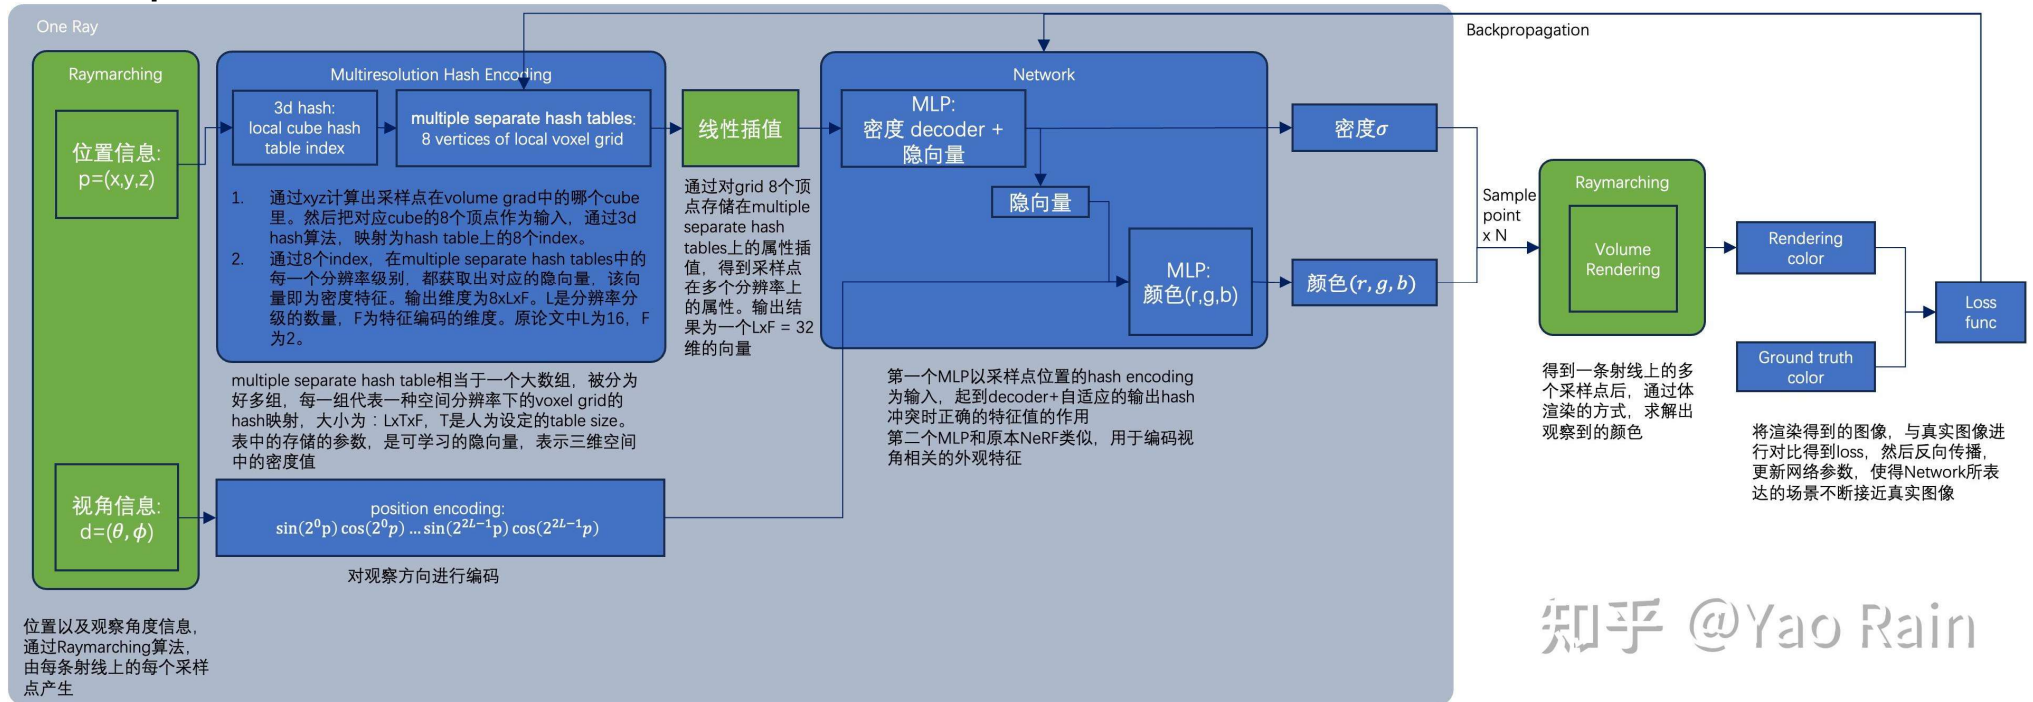 One Ray
Backpropagation
Raymarching
位置信息:
p=(x,y,z)
视角信息:
d=(θ,ϕ)
位置以及观察角度信息，
通过Raymarching算法，
由每条射线上的每个采样
点产生
Multiresolution Hash Encoding
3d hash:
local cube hash
table index
multiple separate hash tables:
8 vertices of local voxel grid
1. 通过xyz计算出采样点在volume grad中的哪个cube
里。然后把对应cube的8个顶点作为输入，通过3d
hash算法，映射为hash table上的8个index。
2. 通过8个index，在multiple separate hash tables中的
每一个分辨率级别，都获取出对应的隐向量，该向
量即为密度特征。输出维度为8xLxF。L是分辨率分
级的数量，F为特征编码的维度。原论文中L为16，F
为2。
multiple separate hash table相当于一个大数组，被分为
好多组，每一组代表一种空间分辨率下的voxel grid的
hash映射，大小为：LxTxF，T是人为设定的table size。
表中的存储的参数，是可学习的隐向量，表示三维空间
中的密度值
position encoding:
sin(2⁰p) cos(2⁰p) … sin(2²ᴸ⁻¹p) cos(2²ᴸ⁻¹p)
对观察方向进行编码
线性插值
通过对grid 8个顶
点存储在multiple
separate hash
tables上的属性插
值，得到采样点
在多个分辨率上
的属性。输出结
果为一个LxF = 32
维的向量
Network
MLP:
密度 decoder +
隐向量
隐向量
MLP:
颜色(r,g,b)
第一个MLP以采样点位置的hash encoding
为输入，起到decoder+自适应的输出hash
冲突时正确的特征值的作用
第二个MLP和原本NeRF类似，用于编码视
角相关的外观特征
密度σ
颜色(r, g, b)
Sample
point
x N
Raymarching
Volume
Rendering
得到一条射线上的多
个采样点后，通过体
渲染的方式，求解出
观察到的颜色
Rendering
color
Ground truth
color
Loss
func
将渲染得到的图像，与真实图像进
行对比得到loss，然后反向传播，
更新网络参数，使得Network所表
达的场景不断接近真实图像
知乎 @Yao Rain